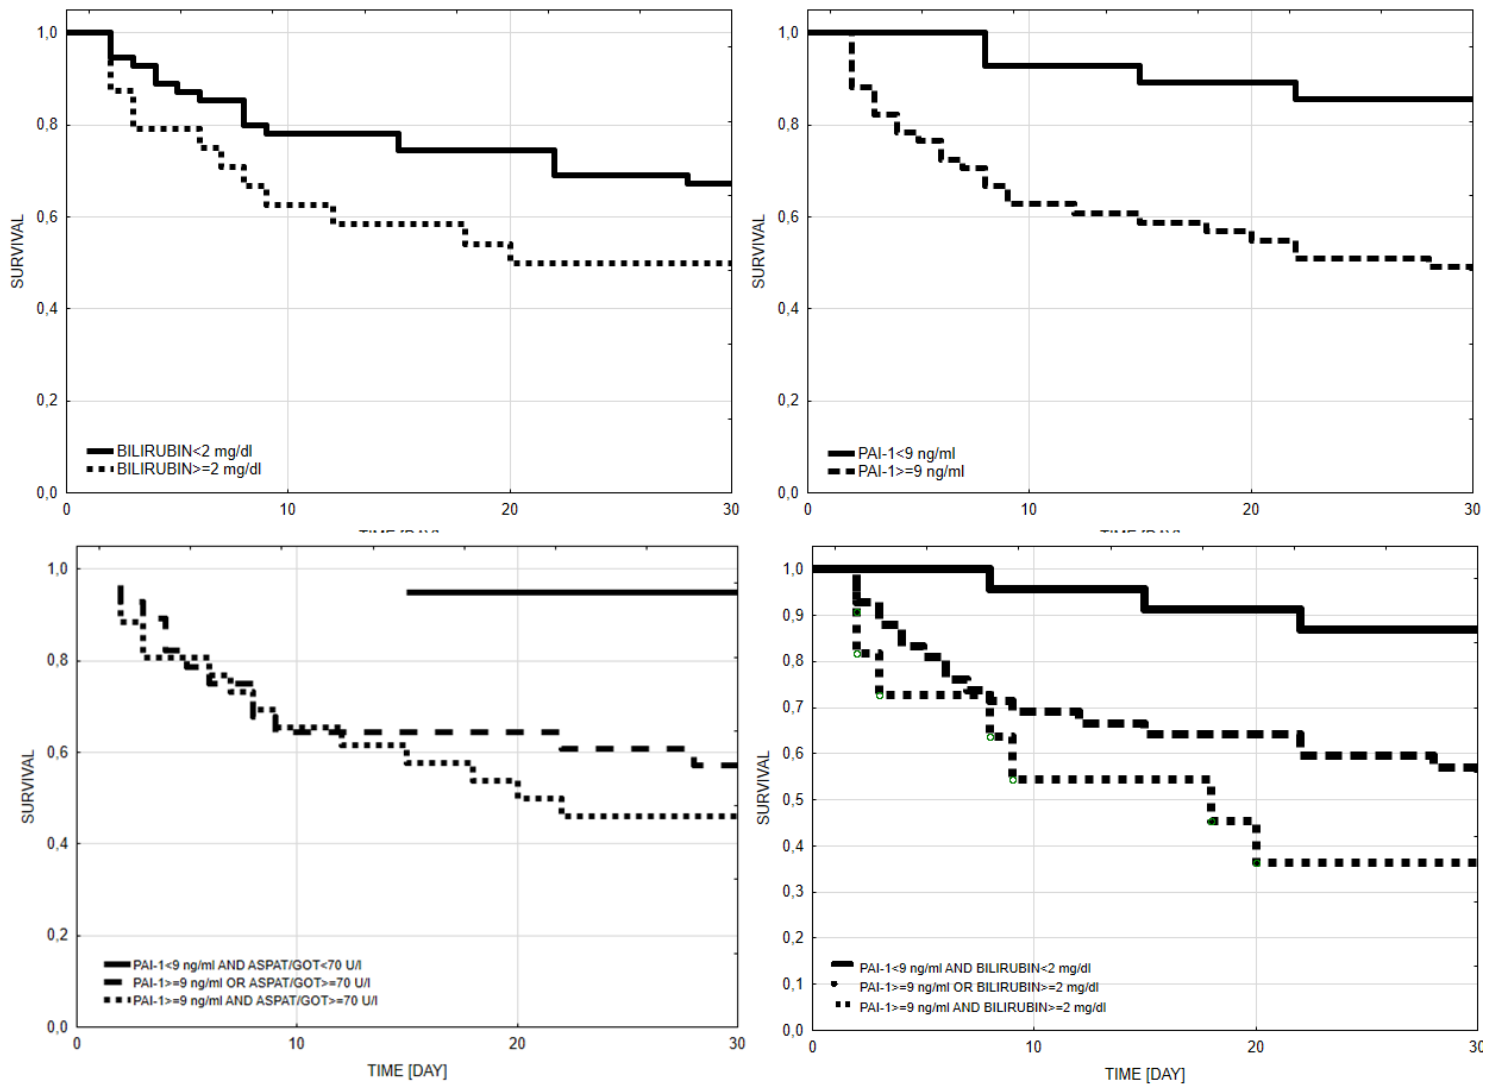 1,0
0,8
0,6
0,4
0,2
0,0
SURVIVAL
BILIRUBIN<2 mg/dl
BILIRUBIN>=2 mg/dl
0
10
20
30
TIME [DAY]
1,0
0,8
0,6
0,4
0,2
0,0
SURVIVAL
PAI-1<9 ng/ml
PAI-1>=9 ng/ml
0
10
20
30
TIME [DAY]
1,0
0,8
0,6
0,4
0,2
0,0
SURVIVAL
PAI-1<9 ng/ml AND ASPAT/GOT<70 U/l
PAI-1>=9 ng/ml OR ASPAT/GOT>=70 U/l
PAI-1>=9 ng/ml AND ASPAT/GOT>=70 U/l
0
10
20
30
TIME [DAY]
1,0
0,9
0,8
0,7
0,6
0,5
0,4
0,3
0,2
0,1
0,0
SURVIVAL
PAI-1<9 ng/ml AND BILIRUBIN<2 mg/dl
PAI-1>=9 ng/ml OR BILIRUBIN>=2 mg/dl
PAI-1>=9 ng/ml AND BILIRUBIN>=2 mg/dl
0
10
20
30
TIME [DAY]